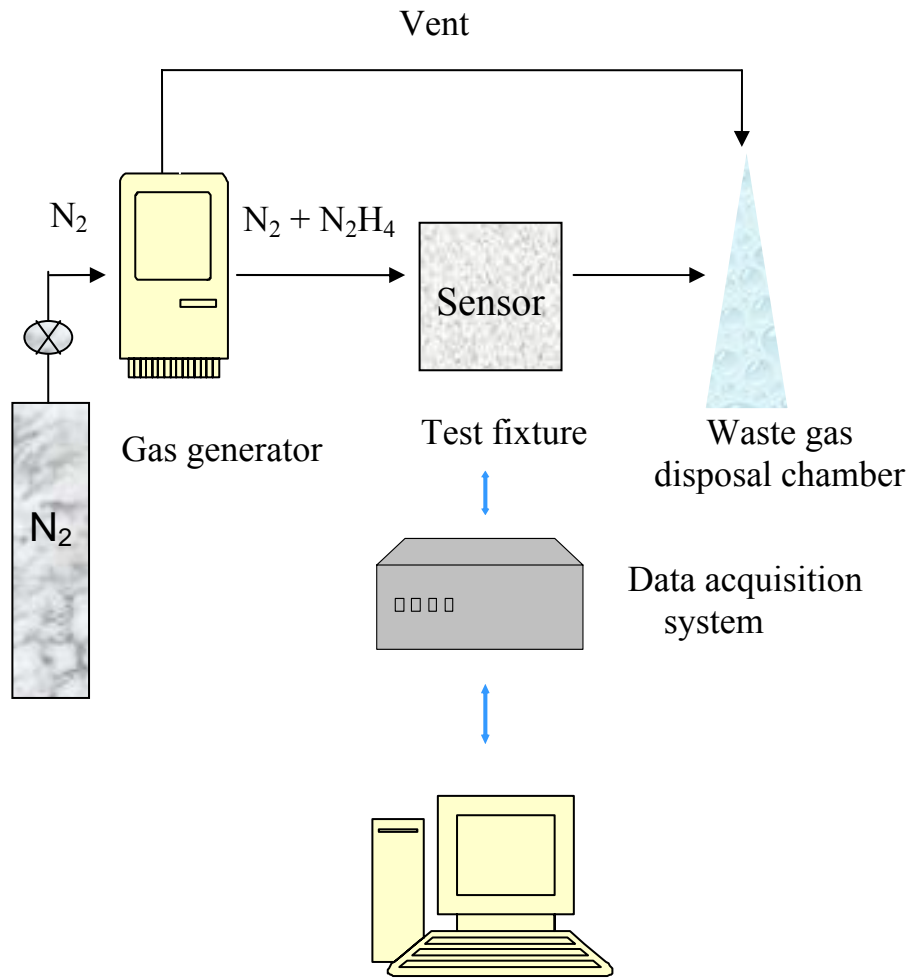 Vent
N₂
N₂ + N₂H₄
Sensor
Gas generator
Test fixture
Waste gas
disposal chamber
N₂
Data acquisition
system